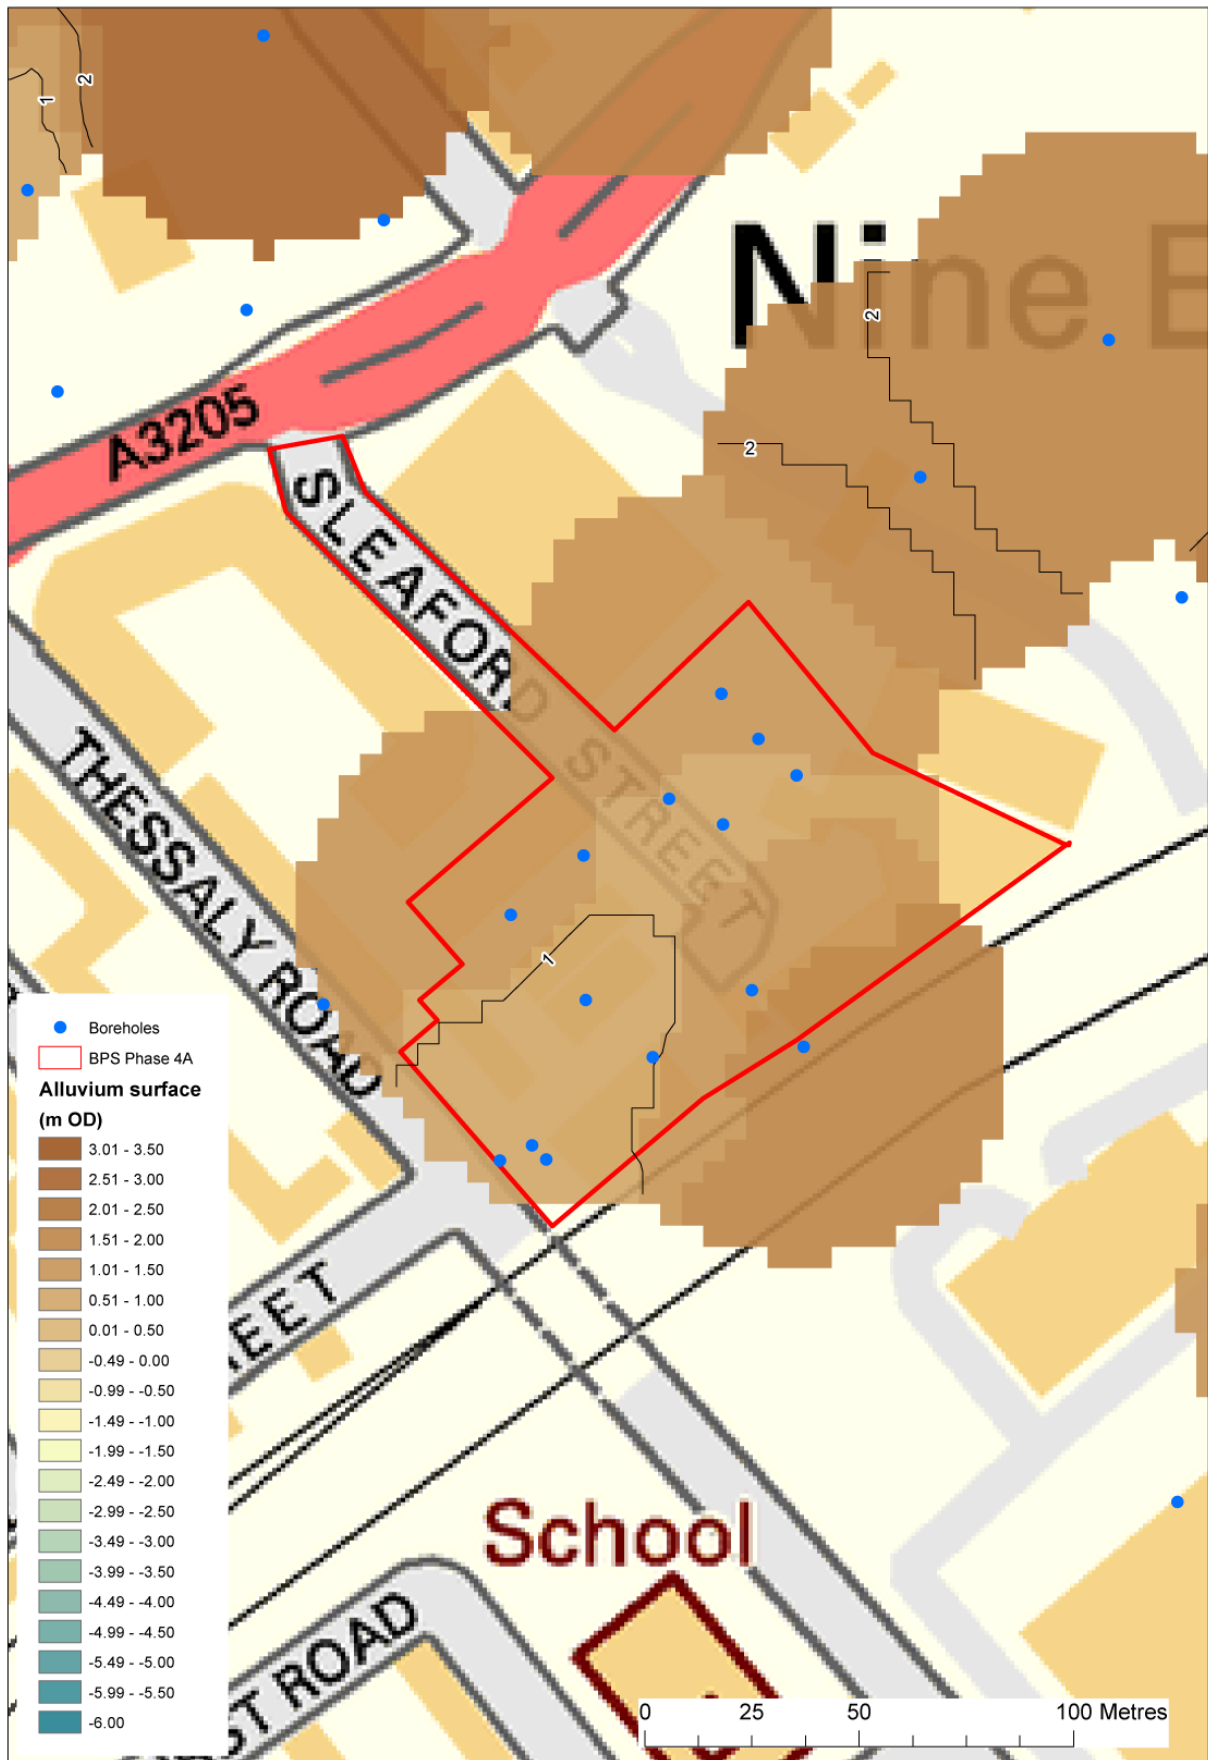 1
2
Nine E
2
A3205
2
SLEAFORD STREET
THESSALY ROAD
1
Boreholes
BPS Phase 4A
Alluvium surface
(m OD)
3.01 - 3.50
2.51 - 3.00
2.01 - 2.50
1.51 - 2.00
1.01 - 1.50
0.51 - 1.00
0.01 - 0.50
-0.49 - 0.00
-0.99 - -0.50
-1.49 - -1.00
-1.99 - -1.50
-2.49 - -2.00
-2.99 - -2.50
-3.49 - -3.00
-3.99 - -3.50
-4.49 - -4.00
-4.99 - -4.50
-5.49 - -5.00
-5.99 - -5.50
-6.00
EET
School
ST ROAD
0 25 50 100 Metres